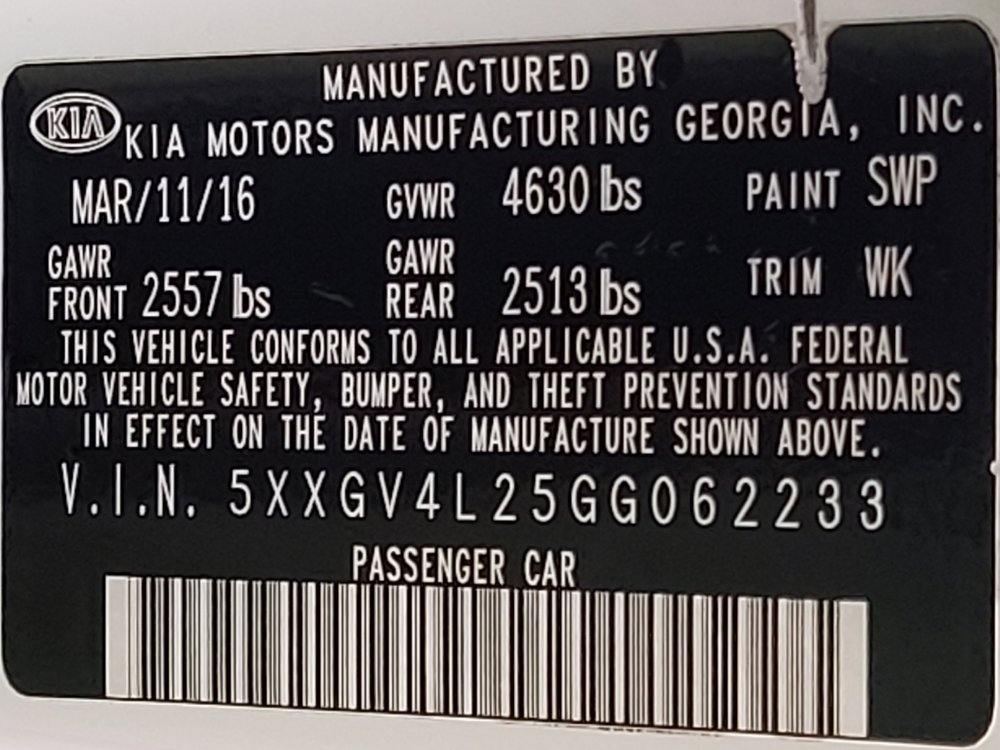 MANUFACTURED BY
KIA KIA MOTORS MANUFACTURING GEORGIA, INC.
MAR/11/16 GVWR 4630 lbs PAINT SWP
GAWR FRONT 2557 lbs GAWR REAR 2513 lbs TRIM WK
THIS VEHICLE CONFORMS TO ALL APPLICABLE U.S.A. FEDERAL
MOTOR VEHICLE SAFETY, BUMPER, AND THEFT PREVENTION STANDARDS
IN EFFECT ON THE DATE OF MANUFACTURE SHOWN ABOVE.
V.I.N. 5XXGV4L25GG062233
PASSENGER CAR